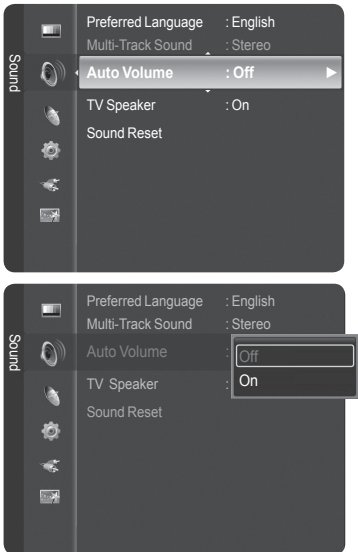 Sound
Preferred Language : English
Multi-Track Sound : Stereo
Auto Volume : Off
TV Speaker : On
Sound Reset
Sound
Preferred Language : English
Multi-Track Sound : Stereo
Auto Volume : Off
On
TV Speaker :
Sound Reset